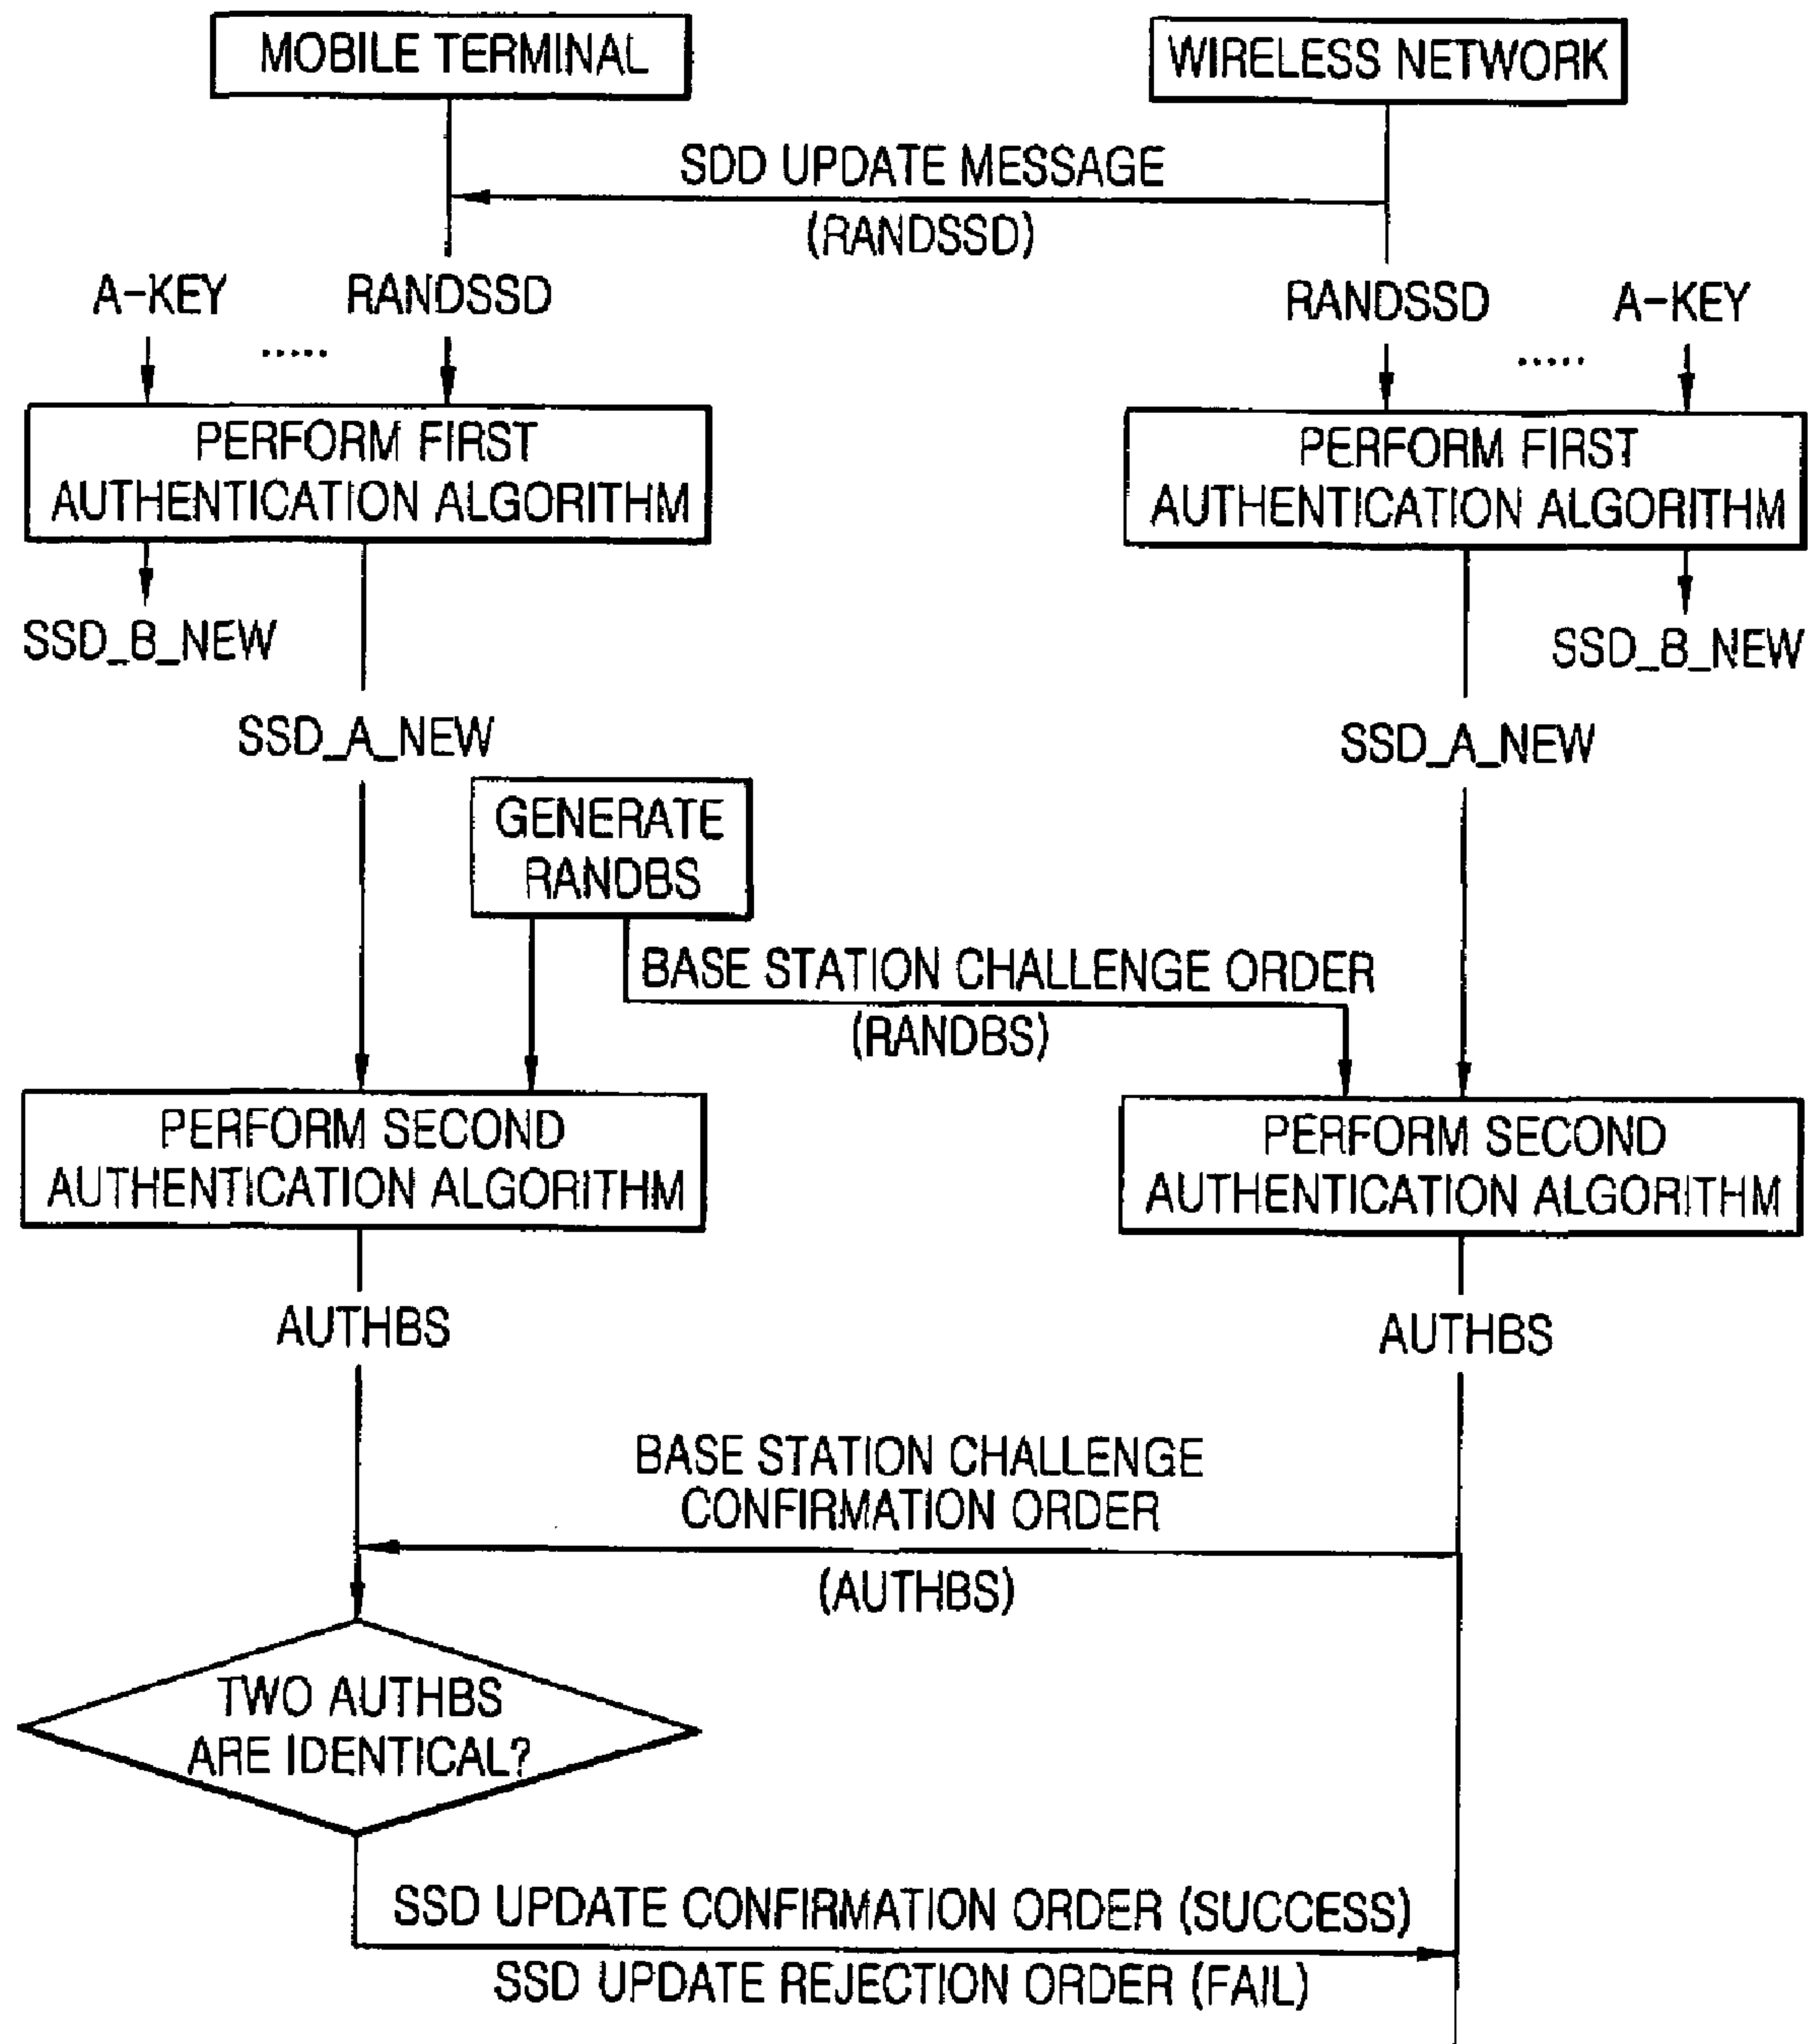 MOBILE TERMINAL
WIRELESS NETWORK
SDD UPDATE MESSAGE
(RANDSSD)
A-KEY
RANDSSD
RANDSSD
A-KEY
.....
.....
PERFORM FIRST
AUTHENTICATION ALGORITHM
PERFORM FIRST
AUTHENTICATION ALGORITHM
SSD_B_NEW
SSD_B_NEW
SSD_A_NEW
SSD_A_NEW
GENERATE
RANDBS
BASE STATION CHALLENGE ORDER
(RANDBS)
PERFORM SECOND
AUTHENTICATION ALGORITHM
PERFORM SECOND
AUTHENTICATION ALGORITHM
AUTHBS
AUTHBS
BASE STATION CHALLENGE
CONFIRMATION ORDER
(AUTHBS)
TWO AUTHBS
ARE IDENTICAL?
SSD UPDATE CONFIRMATION ORDER (SUCCESS)
SSD UPDATE REJECTION ORDER (FAIL)